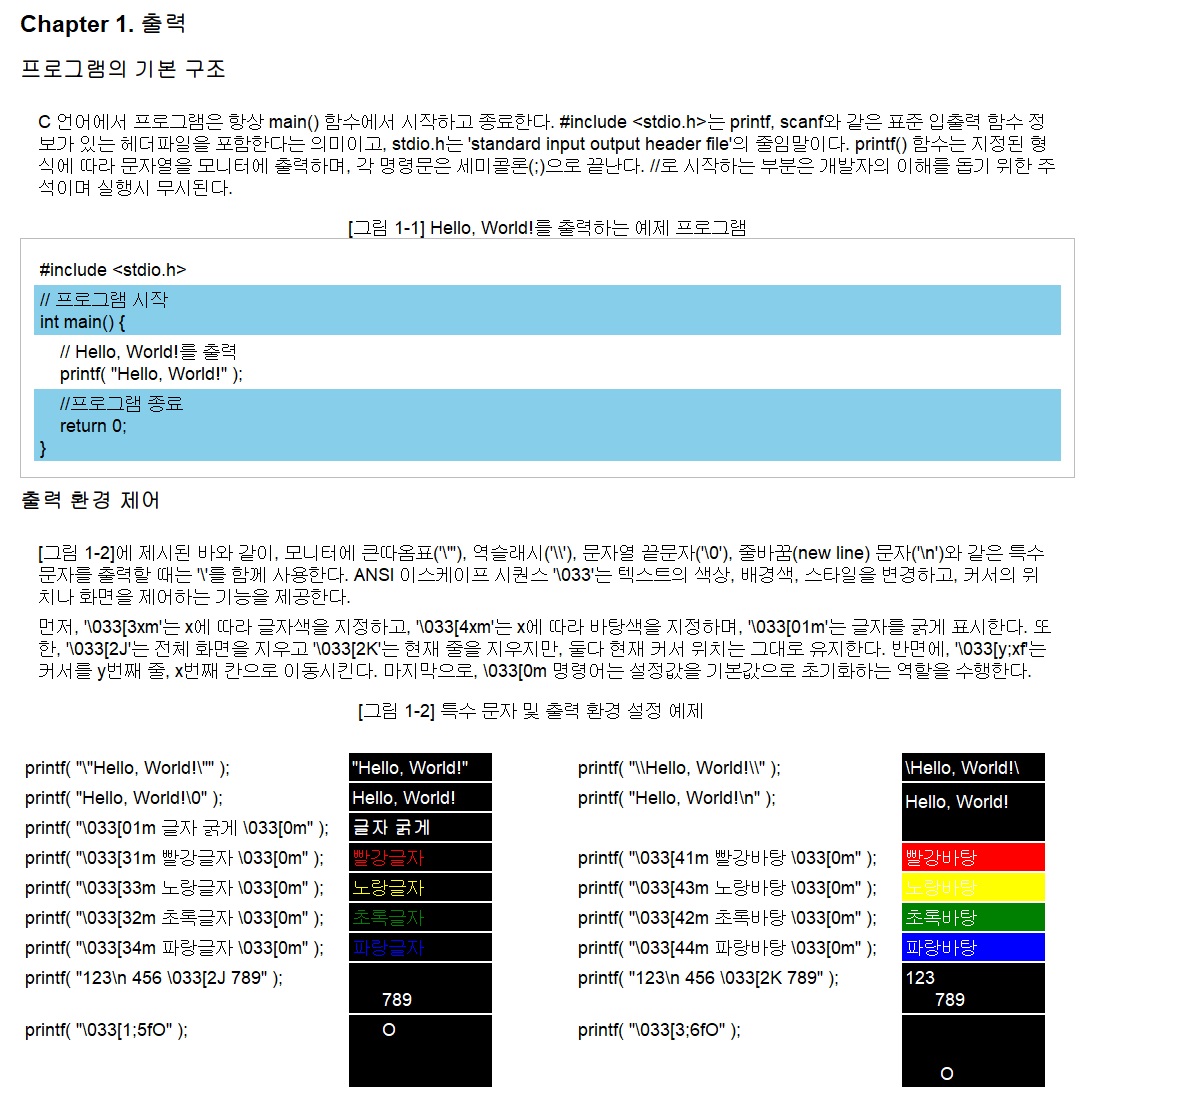 Chapter 1. 출력
프로그램의 기본 구조
C 언어에서 프로그램은 항상 main() 함수에서 시작하고 종료한다. #include <stdio.h>는 printf, scanf와 같은 표준 입출력 함수 정
보가 있는 헤더파일을 포함한다는 의미이고, stdio.h는 'standard input output header file'의 줄임말이다. printf() 함수는 지정된 형
식에 따라 문자열을 모니터에 출력하며, 각 명령문은 세미콜론(;)으로 끝난다. //로 시작하는 부분은 개발자의 이해를 돕기 위한 주
석이며 실행시 무시된다.
[그림 1-1] Hello, World!를 출력하는 예제 프로그램
#include <stdio.h>
// 프로그램 시작
int main() {
// Hello, World!를 출력
printf( "Hello, World!" );
//프로그램 종료
return 0;
}
출력 환경 제어
[그림 1-2]에 제시된 바와 같이, 모니터에 큰따옴표('\"'), 역슬래시('\\'), 문자열 끝문자('\0'), 줄바꿈(new line) 문자('\n')와 같은 특수
문자를 출력할 때는 '\'를 함께 사용한다. ANSI 이스케이프 시퀀스 '\033'는 텍스트의 색상, 배경색, 스타일을 변경하고, 커서의 위
치나 화면을 제어하는 기능을 제공한다.
먼저, '\033[3xm'는 x에 따라 글자색을 지정하고, '\033[4xm'는 x에 따라 바탕색을 지정하며, '\033[01m'는 글자를 굵게 표시한다. 또
한, '\033[2J'는 전체 화면을 지우고 '\033[2K'는 현재 줄을 지우지만, 둘다 현재 커서 위치는 그대로 유지한다. 반면에, '\033[y;xf'는
커서를 y번째 줄, x번째 칸으로 이동시킨다. 마지막으로, \033[0m 명령어는 설정값을 기본값으로 초기화하는 역할을 수행한다.
[그림 1-2] 특수 문자 및 출력 환경 설정 예제
printf( "\"Hello, World!\"" ); "Hello, World!" printf( "\\Hello, World!\\" ); \Hello, World!\
printf( "Hello, World!\0" ); Hello, World! printf( "Hello, World!\n" ); Hello, World!
printf( "\033[01m 글자 굵게 \033[0m" ); 글자 굵게
printf( "\033[31m 빨강글자 \033[0m" ); 빨강글자 printf( "\033[41m 빨강바탕 \033[0m" ); 빨강바탕
printf( "\033[33m 노랑글자 \033[0m" ); 노랑글자 printf( "\033[43m 노랑바탕 \033[0m" ); 노랑바탕
printf( "\033[32m 초록글자 \033[0m" ); 초록글자 printf( "\033[42m 초록바탕 \033[0m" ); 초록바탕
printf( "\033[34m 파랑글자 \033[0m" ); 파랑글자 printf( "\033[44m 파랑바탕 \033[0m" ); 파랑바탕
printf( "123\n 456 \033[2J 789" ); printf( "123\n 456 \033[2K 789" ); 123
789 789
printf( "\033[1;5fO" ); O printf( "\033[3;6fO" );
O